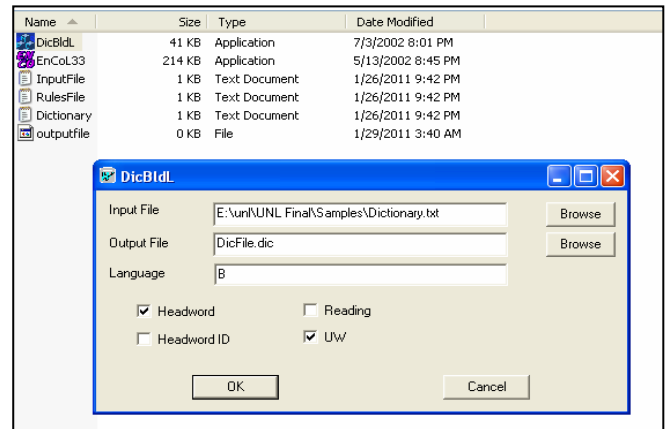 Name Size Type Date Modified
DicBldL 41 KB Application 7/3/2002 8:01 PM
EnCoL33 214 KB Application 5/13/2002 8:45 PM
InputFile 1 KB Text Document 1/26/2011 9:42 PM
RulesFile 1 KB Text Document 1/26/2011 9:42 PM
Dictionary 1 KB Text Document 1/26/2011 9:42 PM
outputfile 0 KB File 1/29/2011 3:40 AM
DicBldL
Input File E:\unl\UNL Final\Samples\Dictionary.txt Browse
Output File DicFile.dic Browse
Language B
Headword Reading
Headword ID UW
OK Cancel